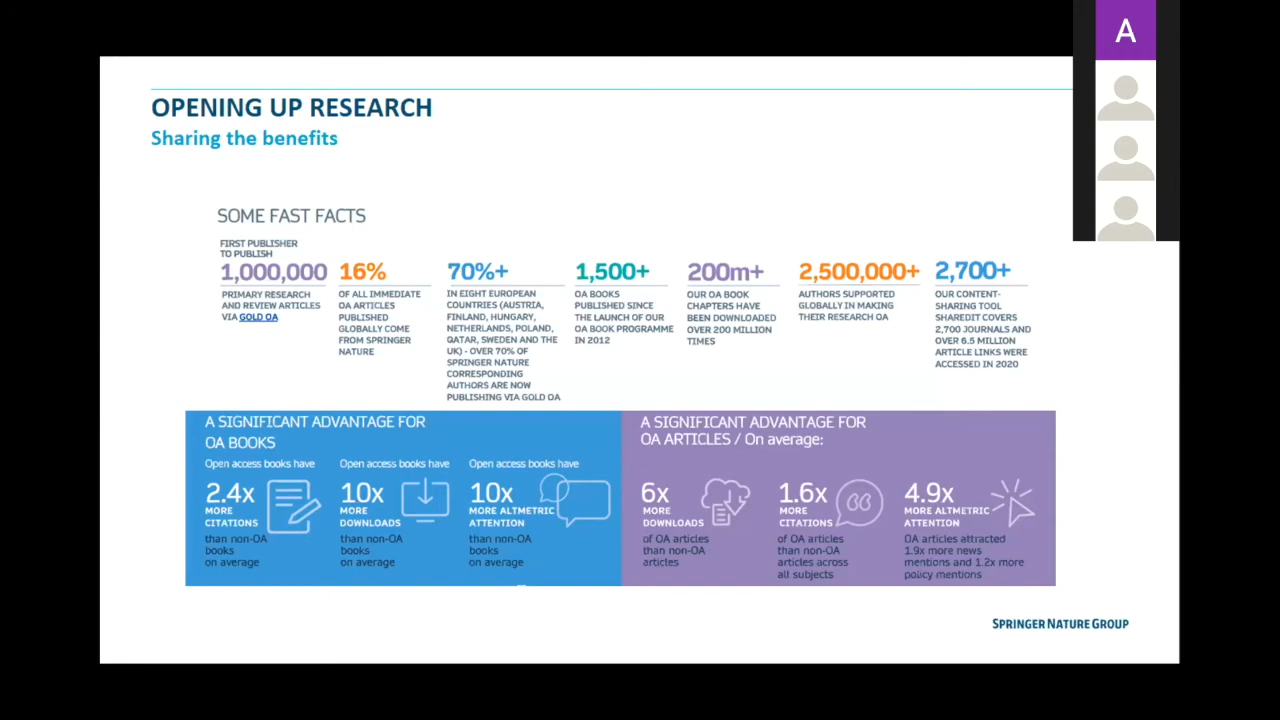 A
OPENING UP RESEARCH
Sharing the benefits
SOME FAST FACTS
FIRST PUBLISHER
TO PUBLISH
1,000,000
PRIMARY RESEARCH
AND REVIEW ARTICLES
VIA GOLD OA
16%
OF ALL IMMEDIATE
OA ARTICLES
PUBLISHED
GLOBALLY COME
FROM SPRINGER
NATURE
70%+
IN EIGHT EUROPEAN
COUNTRIES (AUSTRIA,
FINLAND, HUNGARY,
NETHERLANDS, POLAND,
QATAR, SWEDEN AND THE
UK) - OVER 70% OF
SPRINGER NATURE
CORRESPONDING
AUTHORS ARE NOW
PUBLISHING VIA GOLD OA
1,500+
OA BOOKS
PUBLISHED SINCE
THE LAUNCH OF OUR
OA BOOK PROGRAMME
IN 2012
200m+
OUR OA BOOK
CHAPTERS HAVE
BEEN DOWNLOADED
OVER 200 MILLION
TIMES
2,500,000+
AUTHORS SUPPORTED
GLOBALLY IN MAKING
THEIR RESEARCH OA
2,700+
OUR CONTENT-
SHARING TOOL
SHAREDIT COVERS
2,700 JOURNALS AND
OVER 6.5 MILLION
ARTICLE LINKS WERE
ACCESSED IN 2020
A SIGNIFICANT ADVANTAGE FOR
OA BOOKS
Open access books have
2.4x
MORE
CITATIONS
than non-OA
books
on average
Open access books have
10x
MORE
DOWNLOADS
than non-OA
books
on average
Open access books have
10x
MORE ALTMETRIC
ATTENTION
than non-OA
books
on average
A SIGNIFICANT ADVANTAGE FOR
OA ARTICLES / On average:
6x
MORE
DOWNLOADS
of OA articles
than non-OA
articles
1.6x
MORE
CITATIONS
of OA articles
than non-OA
articles across
all subjects
4.9x
MORE ALTMETRIC
ATTENTION
OA articles attracted
1.9x more news
mentions and 1.2x more
policy mentions
SPRINGER NATURE GROUP